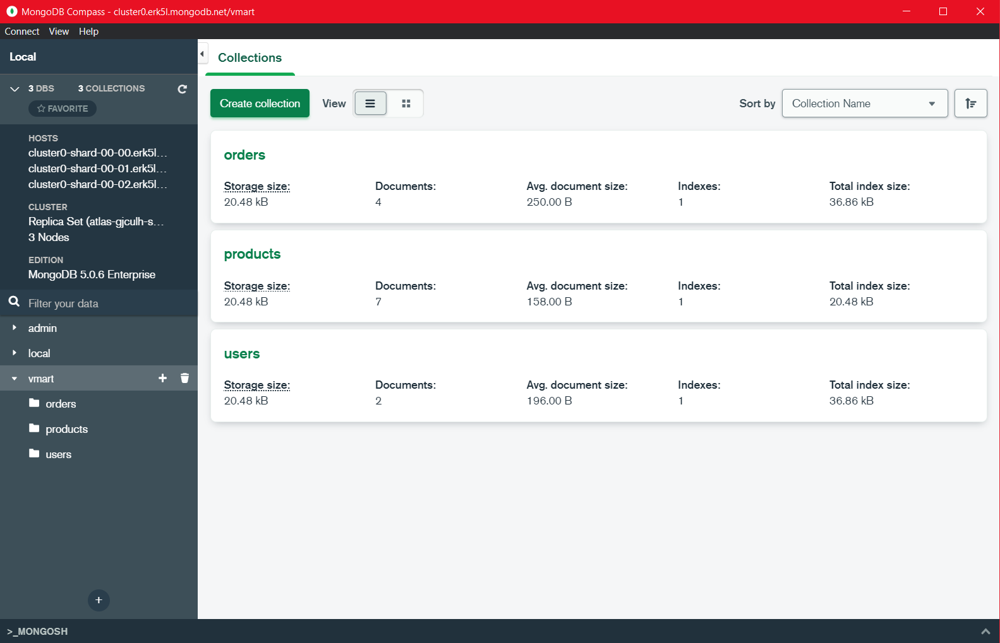 MongoDB Compass - cluster0.erk5l.mongodb.net/vmart
Connect View Help
Local
3 DBS 3 COLLECTIONS
FAVORITE
HOSTS
cluster0-shard-00-00.erk5l...
cluster0-shard-00-01.erk5l...
cluster0-shard-00-02.erk5l...
CLUSTER
Replica Set (atlas-gjculh-s...
3 Nodes
EDITION
MongoDB 5.0.6 Enterprise
Filter your data
admin
local
vmart
orders
products
users
+
Collections
Create collection View Sort by Collection Name
orders
Storage size: Documents: Avg. document size: Indexes: Total index size:
20.48 kB 4 250.00 B 1 36.86 kB
products
Storage size: Documents: Avg. document size: Indexes: Total index size:
20.48 kB 7 158.00 B 1 20.48 kB
users
Storage size: Documents: Avg. document size: Indexes: Total index size:
20.48 kB 2 196.00 B 1 36.86 kB
>_MONGOSH